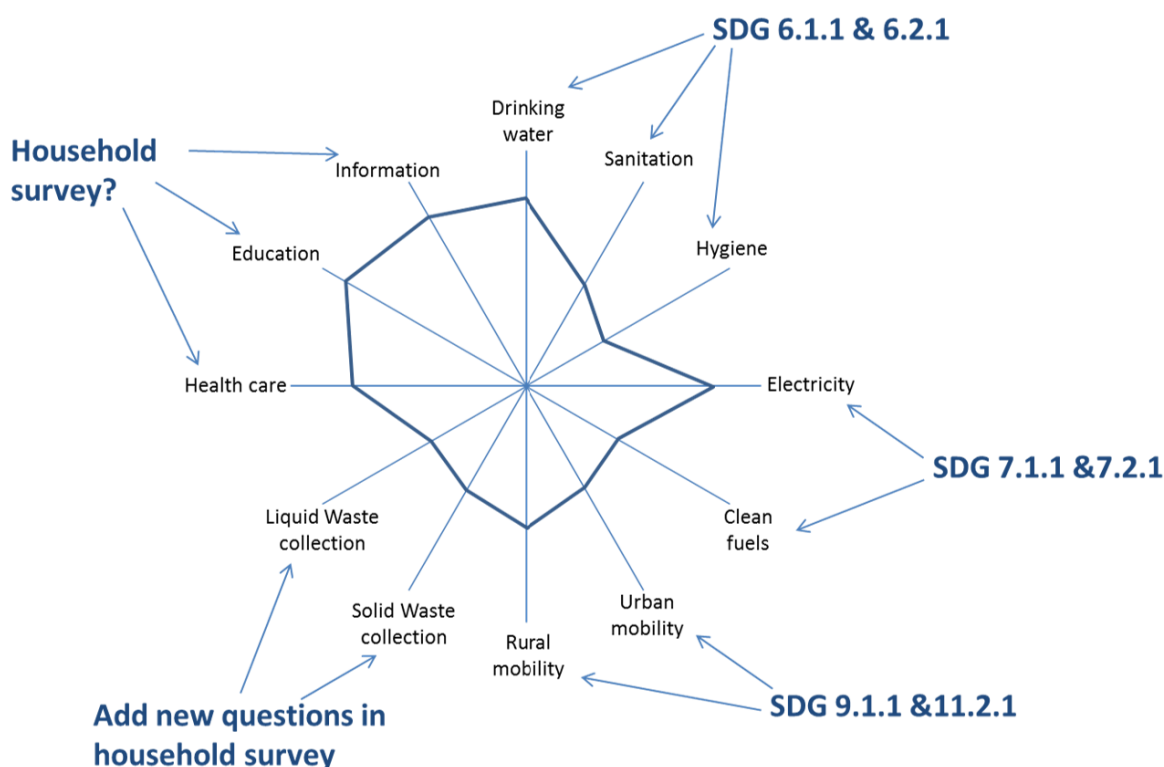 SDG 6.1.1 & 6.2.1
Drinking
water
Sanitation
Hygiene
Household
survey?
Information
Education
Health care
Electricity
SDG 7.1.1 &7.2.1
Clean
fuels
Liquid Waste
collection
Solid Waste
collection
Rural
mobility
Urban
mobility
SDG 9.1.1 &11.2.1
Add new questions in
household survey